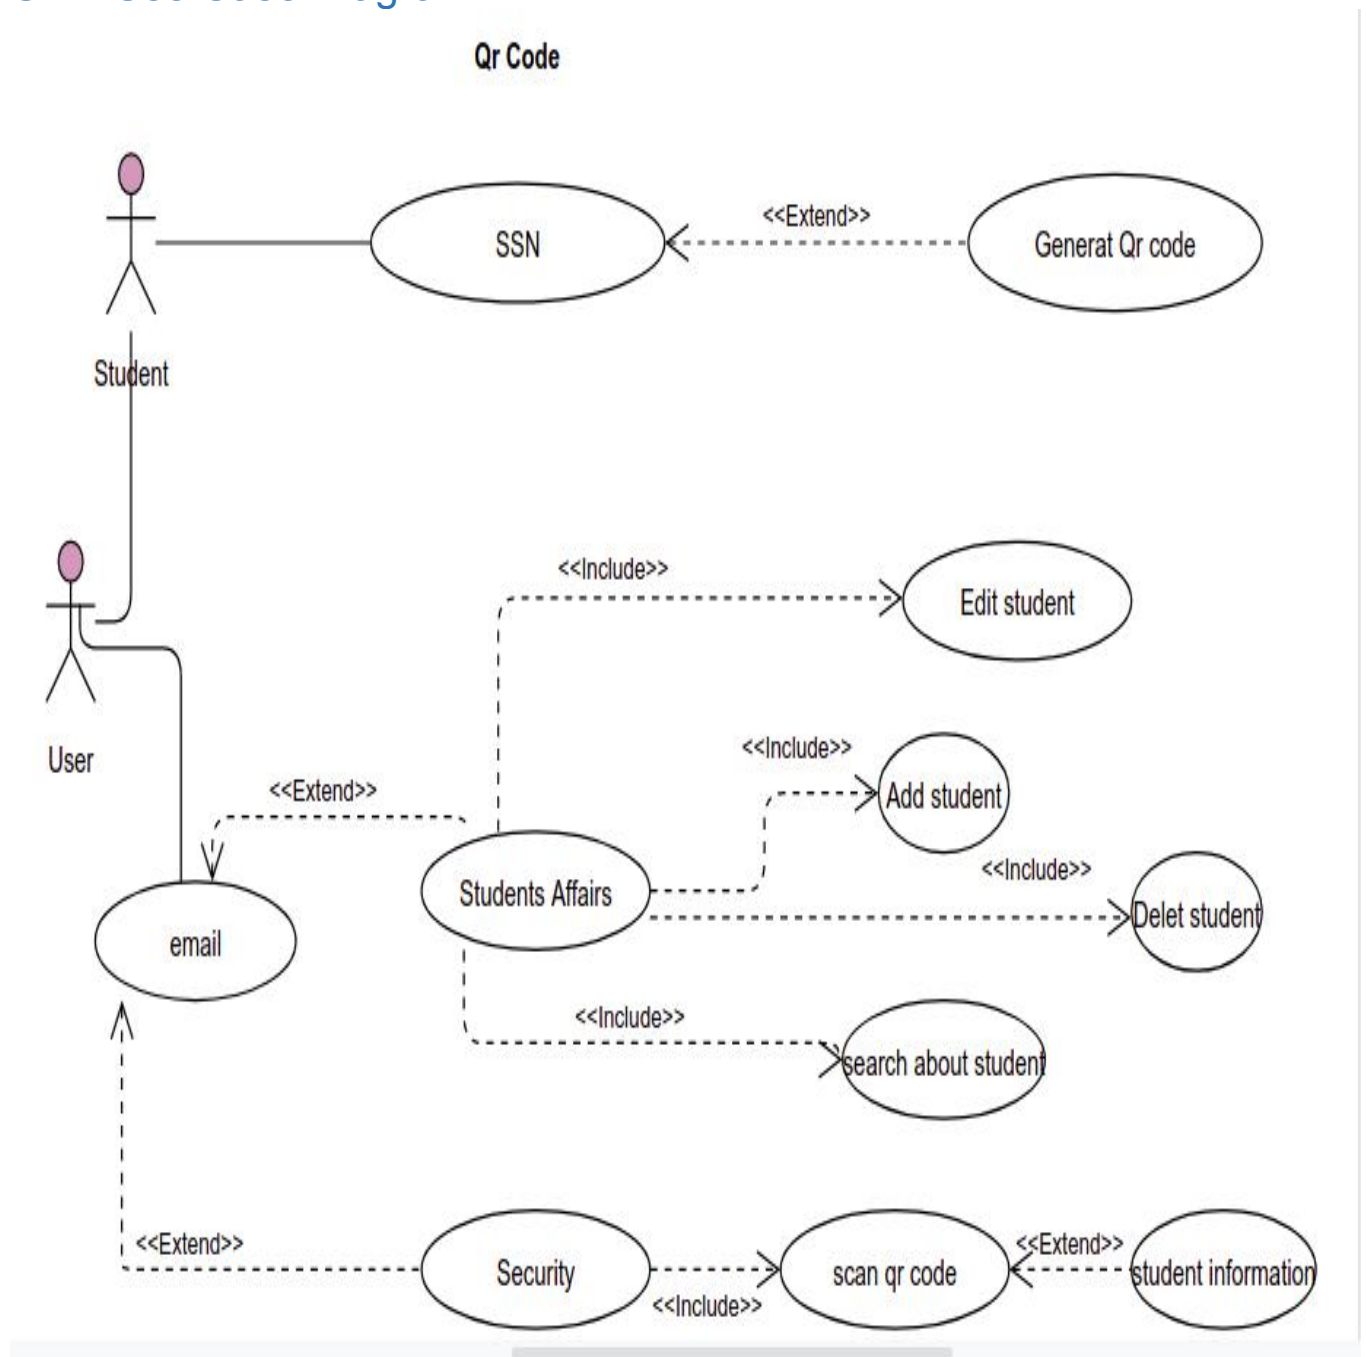 Qr Code
<<Extend>>
SSN
Generat Qr code
Student
<<Include>>
Edit student
<<Include>>
User
<<Extend>>
Add student
<<Include>>
Students Affairs
Delet student
email
<<Include>>
search about student
<<Extend>>
<<Extend>>
Security
scan qr code
student information
<<Include>>